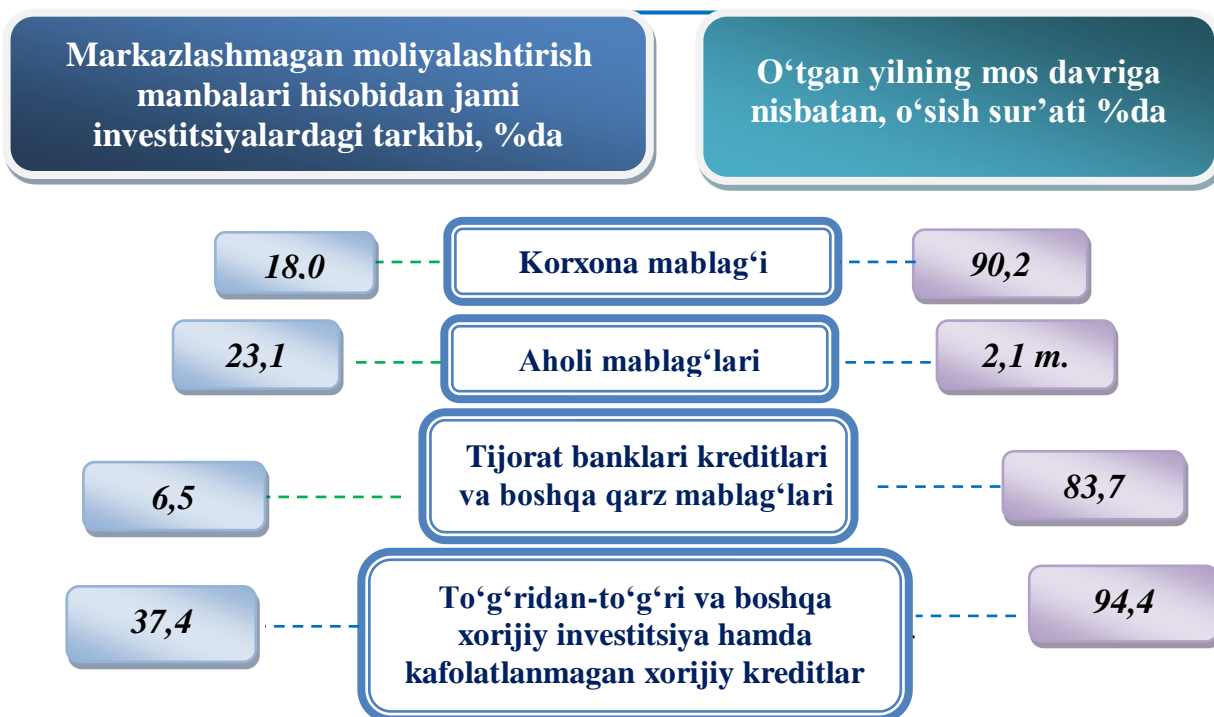 Markazlashmagan moliyalashtirish
manbalari hisobidan jami
investitsiyalardagi tarkibi, %da
O‘tgan yilning mos davriga
nisbatan, o‘sish sur’ati %da
18.0
Korxona mablag‘i
90,2
23,1
Aholi mablag‘lari
2,1 m.
6,5
Tijorat banklari kreditlari
va boshqa qarz mablag‘lari
83,7
37,4
To‘g‘ridan-to‘g‘ri va boshqa
xorijiy investitsiya hamda
kafolatlanmagan xorijiy kreditlar
94,4